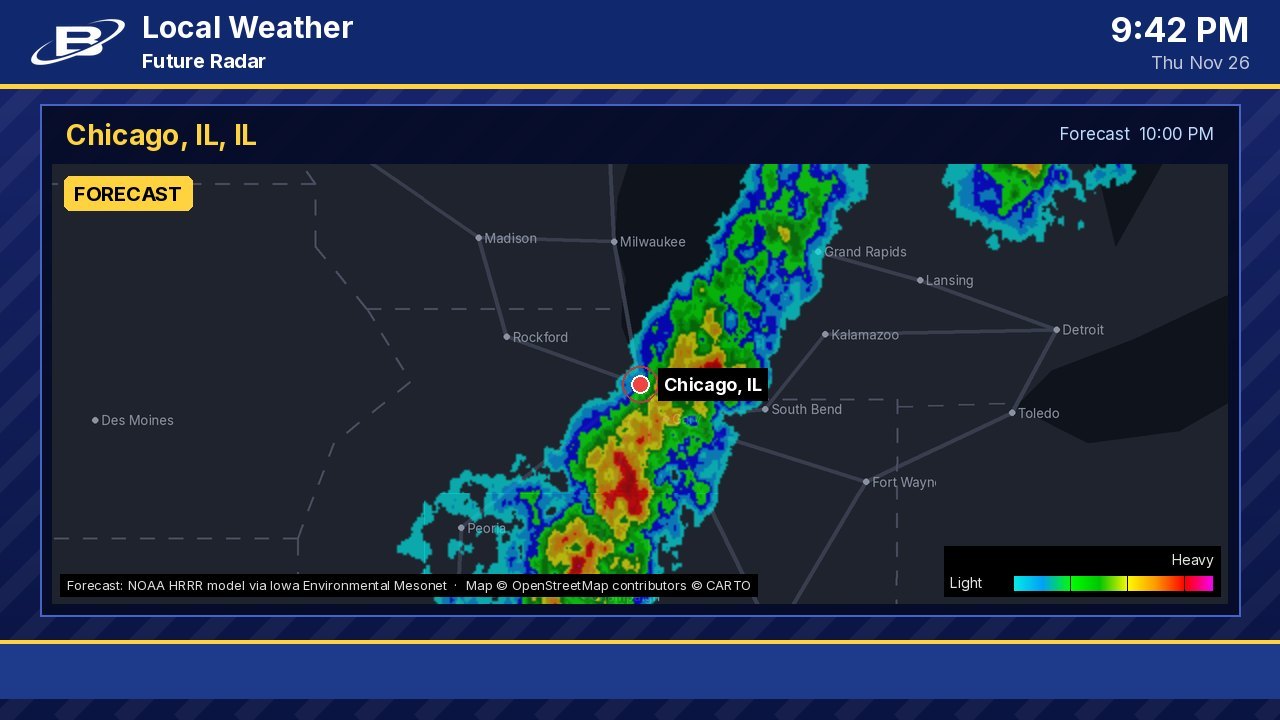 B
Local Weather
Future Radar
9:42 PM
Thu Nov 26
Chicago, IL, IL
Forecast 10:00 PM
FORECAST
Madison
Milwaukee
Grand Rapids
Lansing
Rockford
Kalamazoo
Detroit
Chicago, IL
Des Moines
Gary
South Bend
Toledo
Fort Wayne
Peoria
Heavy
Light
Forecast: NOAA HRRR model via Iowa Environmental Mesonet · Map © OpenStreetMap contributors © CARTO